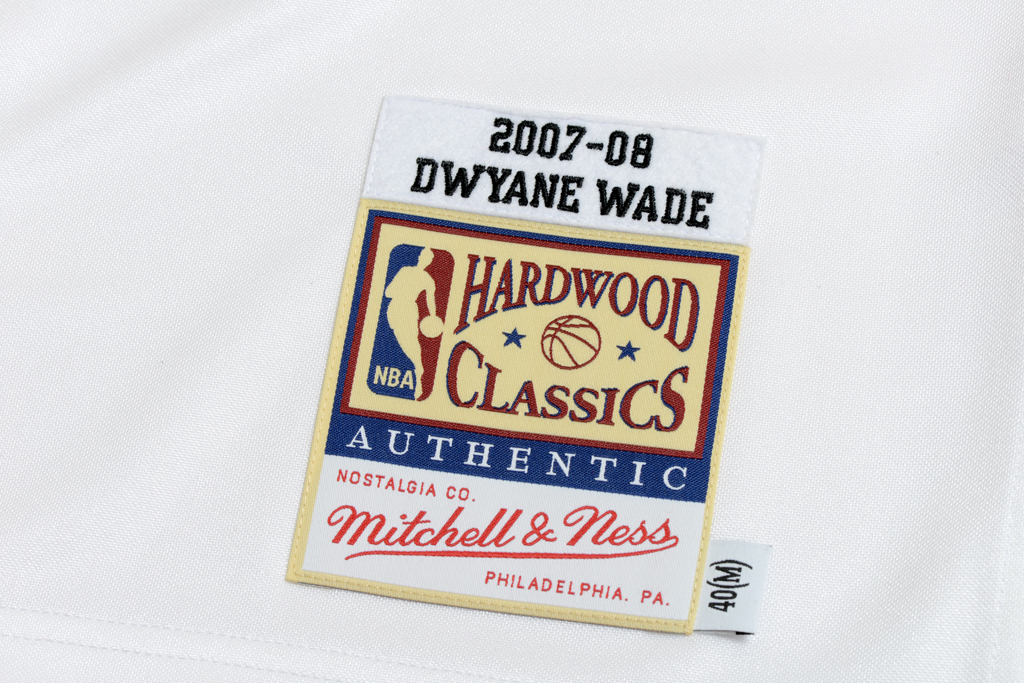 2007-08
DWYANE WADE
HARDWOOD
CLASSICS
NBA
AUTHENTIC
NOSTALGIA CO.
Mitchell & Ness
PHILADELPHIA. PA.
40(M)